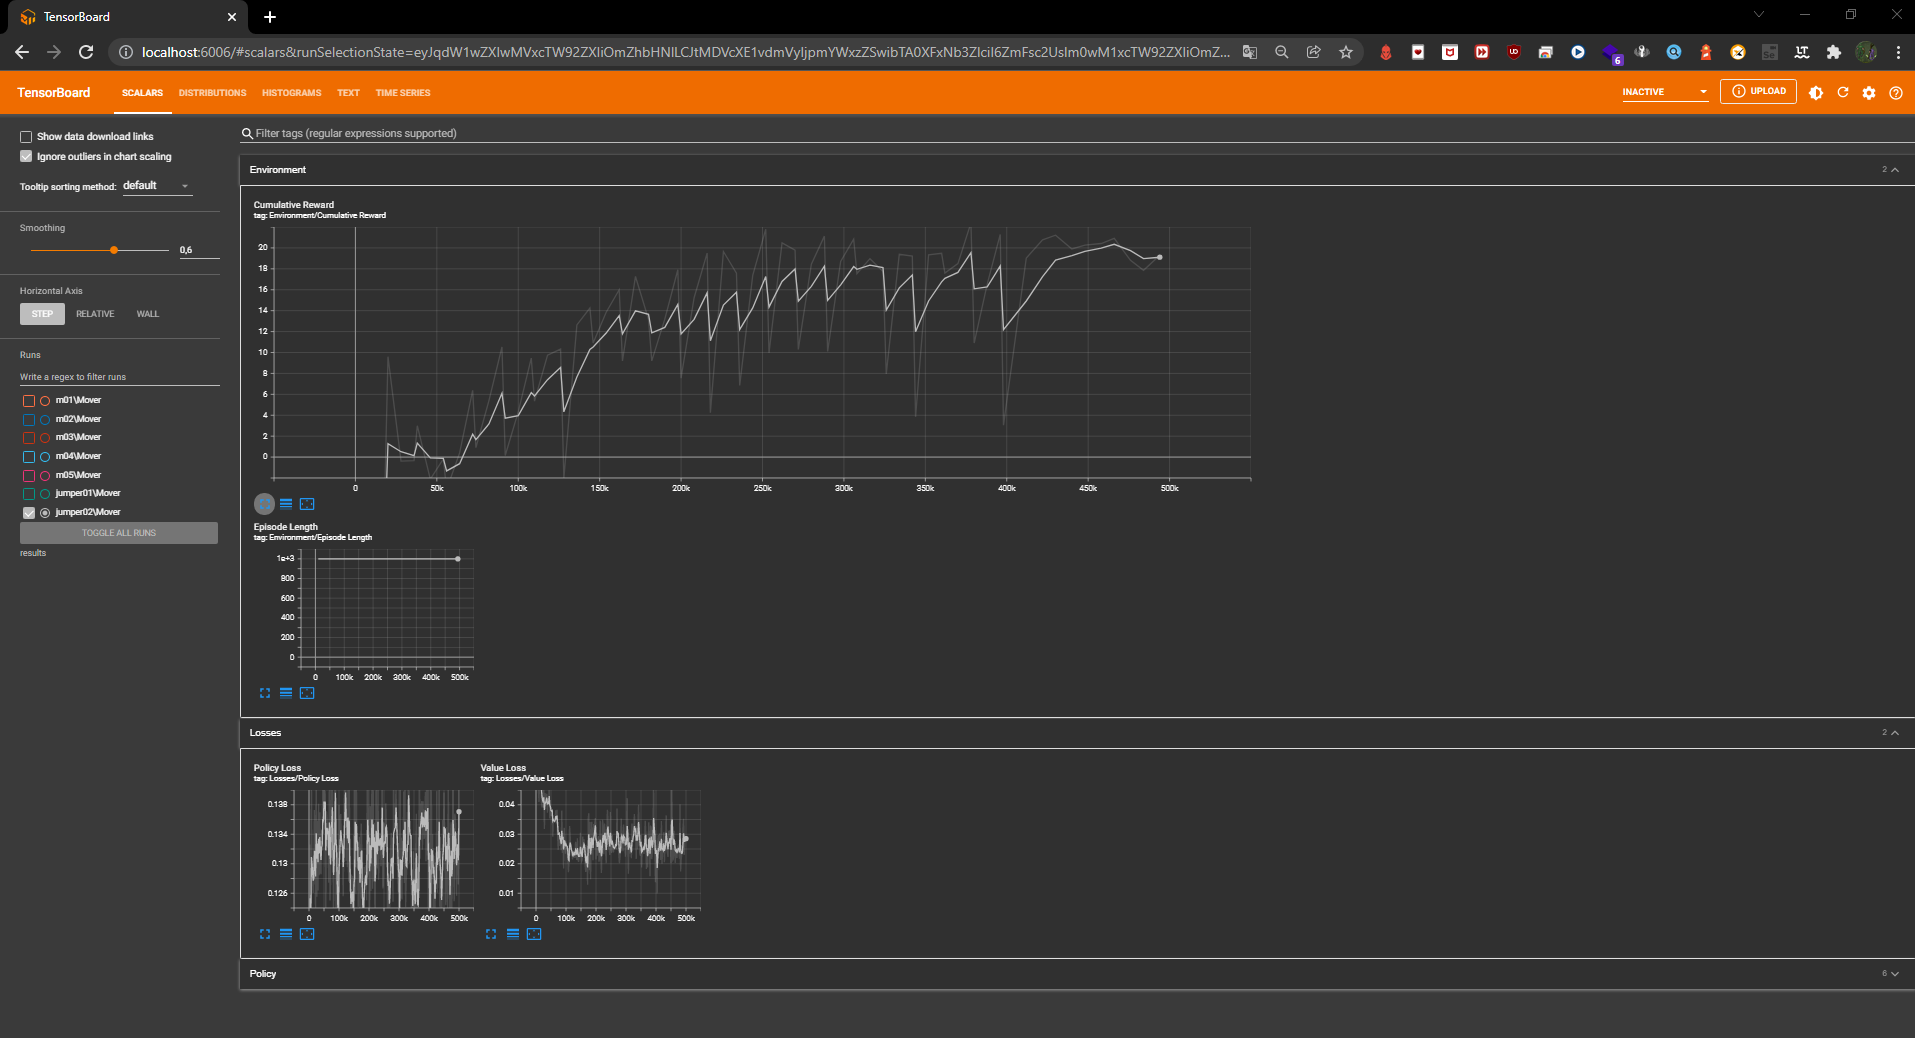 TensorBoard
localhost:6006/#scalars&runSelectionState=
6
TensorBoard
SCALARS
DISTRIBUTIONS
HISTOGRAMS
TEXT
TIME SERIES
INACTIVE
UPLOAD
Show data download links
Ignore outliers in chart scaling
Tooltip sorting method: default
Smoothing
0,6
Horizontal Axis
STEP RELATIVE WALL
Runs
Write a regex to filter runs
m01\Mover
m02\Mover
m03\Mover
m04\Mover
m05\Mover
jumper01\Mover
jumper02\Mover
TOGGLE ALL RUNS
results
Filter tags (regular expressions supported)
Environment
2
Cumulative Reward
tag: Environment/Cumulative Reward
20
18
16
14
12
10
8
6
4
2
0
0 50k 100k 150k 200k 250k 300k 350k 400k 450k 500k
Episode Length
tag: Environment/Episode Length
1e+3
800
600
400
200
0
0 100k 200k 300k 400k 500k
Losses
2
Policy Loss
tag: Losses/Policy Loss
0.138
0.134
0.13
0.126
0 100k 200k 300k 400k 500k
Value Loss
tag: Losses/Value Loss
0.04
0.03
0.02
0.01
0 100k 200k 300k 400k 500k
Policy
6